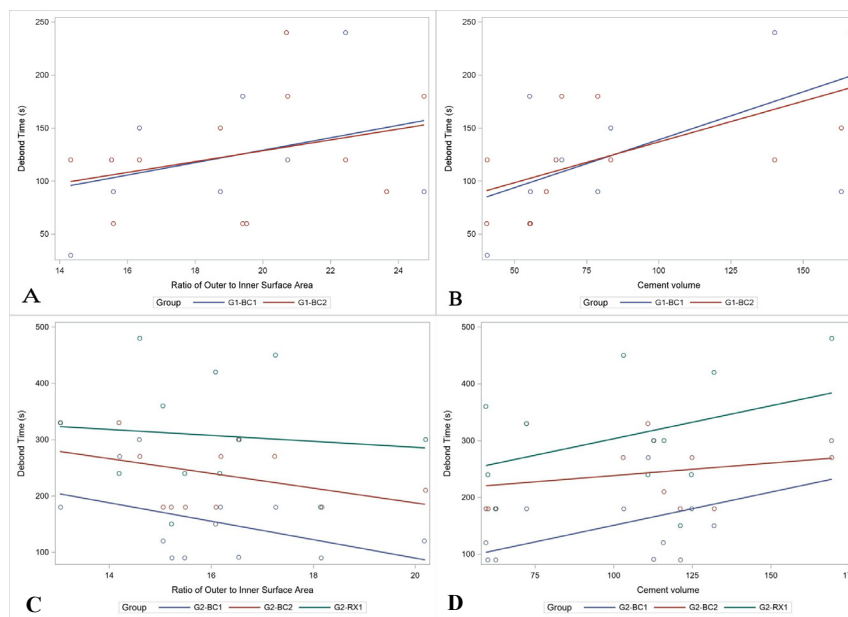 250
200
150
100
50
Debond Time (s)
14 16 18 20 22 24
A
Ratio of Outer to Inner Surface Area
Group G1-BC1 G1-BC2
250
200
150
100
50
Debond Time (s)
50 75 100 125 150
B
Cement volume
Group G1-BC1 G1-BC2
500
400
300
200
100
Debond Time (s)
14 16 18 20
C
Ratio of Outer to Inner Surface Area
Group G2-BC1 G2-BC2 G2-RX1
500
400
300
200
100
Debond Time (s)
75 100 125 150
D
Cement volume
Group G2-BC1 G2-BC2 G2-RX1